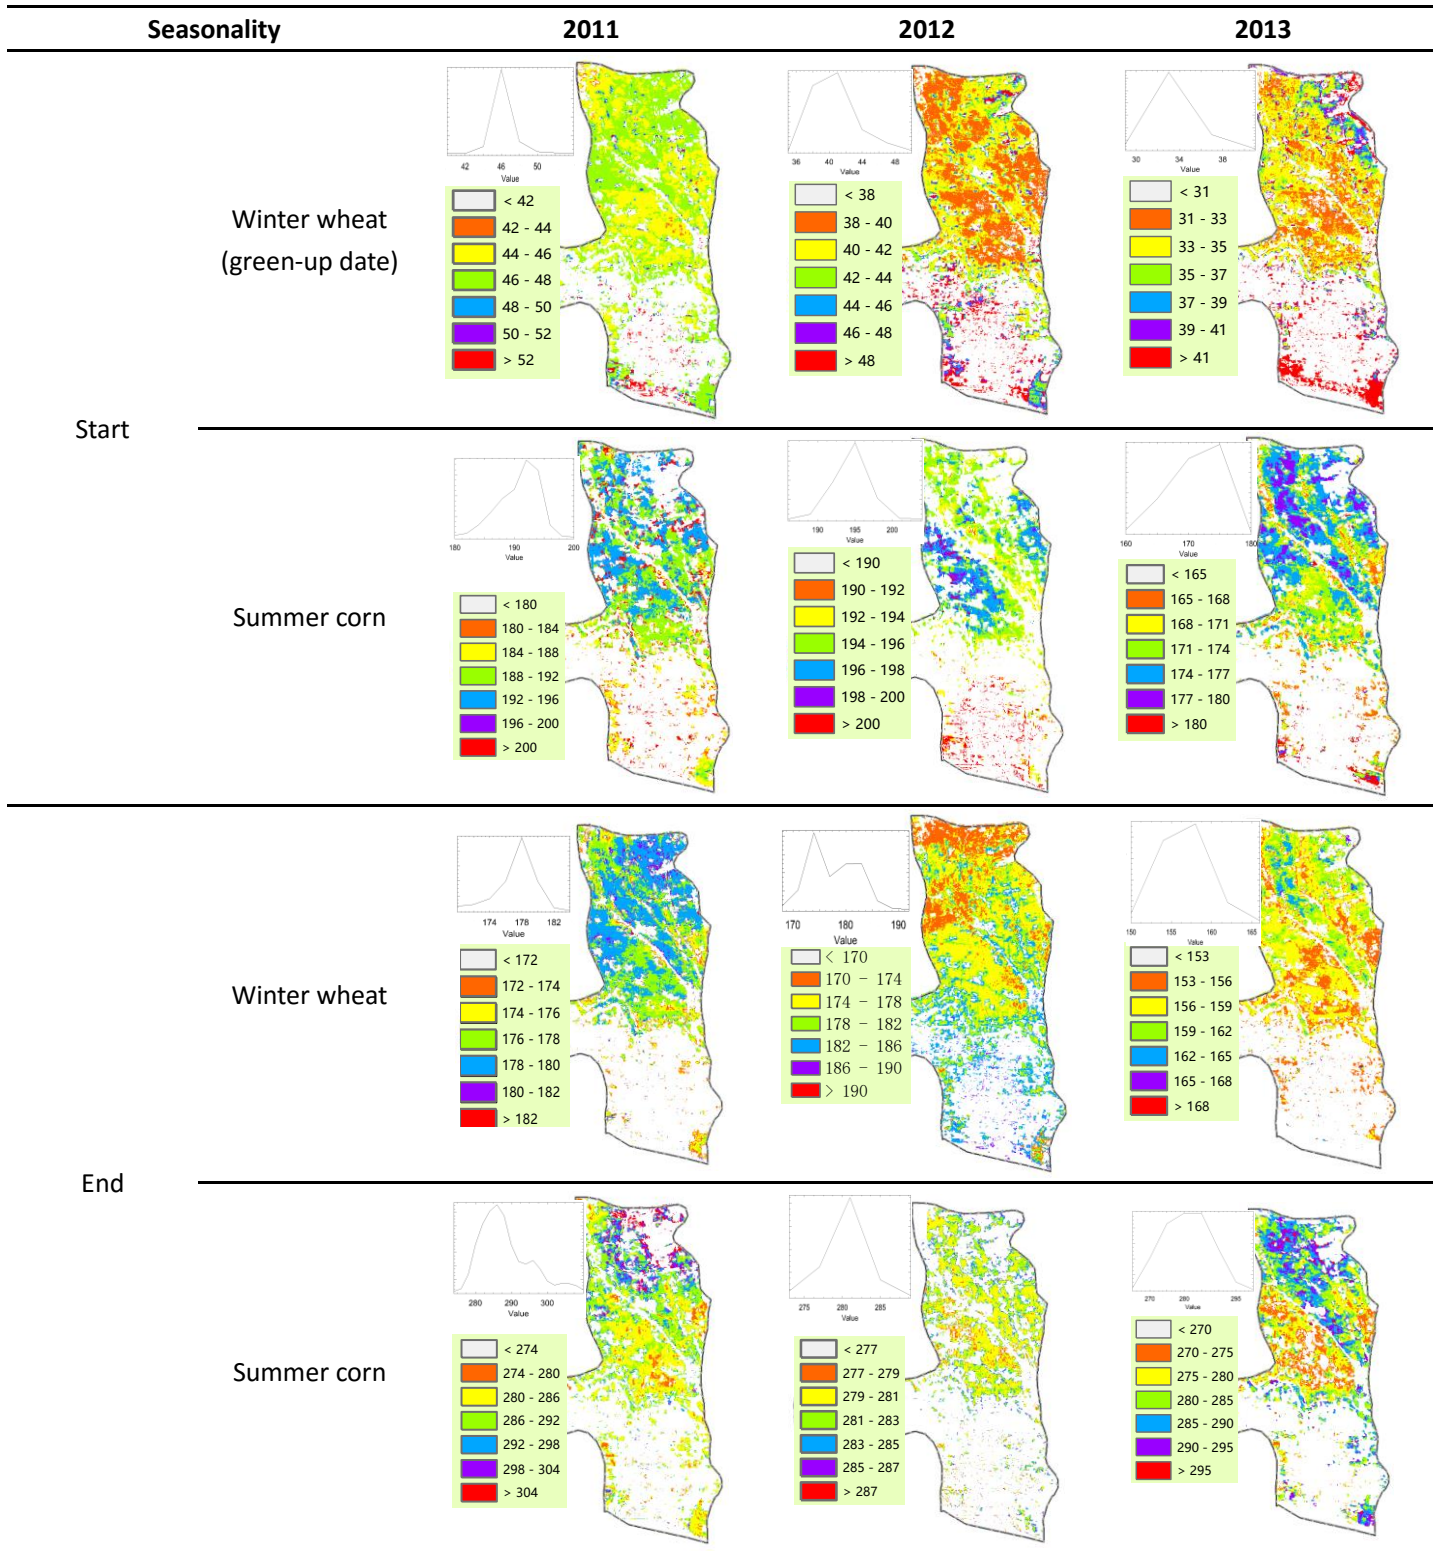 Seasonality 2011 2012 2013
Start
Winter wheat
(green-up date)
42 46 50
Value
< 42
42 - 44
44 - 46
46 - 48
48 - 50
50 - 52
> 52
36 40 44 48
Value
< 38
38 - 40
40 - 42
42 - 44
44 - 46
46 - 48
> 48
30 34 38
Value
< 31
31 - 33
33 - 35
35 - 37
37 - 39
39 - 41
> 41
Summer corn
180 190 200
Value
< 180
180 - 184
184 - 188
188 - 192
192 - 196
196 - 200
> 200
190 195 200
Value
< 190
190 - 192
192 - 194
194 - 196
196 - 198
198 - 200
> 200
160 170 180
Value
< 165
165 - 168
168 - 171
171 - 174
174 - 177
177 - 180
> 180
End
Winter wheat
174 178 182
Value
< 172
172 - 174
174 - 176
176 - 178
178 - 180
180 - 182
> 182
170 180 190
Value
< 170
170 - 174
174 - 178
178 - 182
182 - 186
186 - 190
> 190
150 155 160 165
Value
< 153
153 - 156
156 - 159
159 - 162
162 - 165
165 - 168
> 168
Summer corn
280 290 300
Value
< 274
274 - 280
280 - 286
286 - 292
292 - 298
298 - 304
> 304
275 281 285
Value
< 277
277 - 279
279 - 281
281 - 283
283 - 285
285 - 287
> 287
270 280 295
Value
< 270
270 - 275
275 - 280
280 - 285
285 - 290
290 - 295
> 295